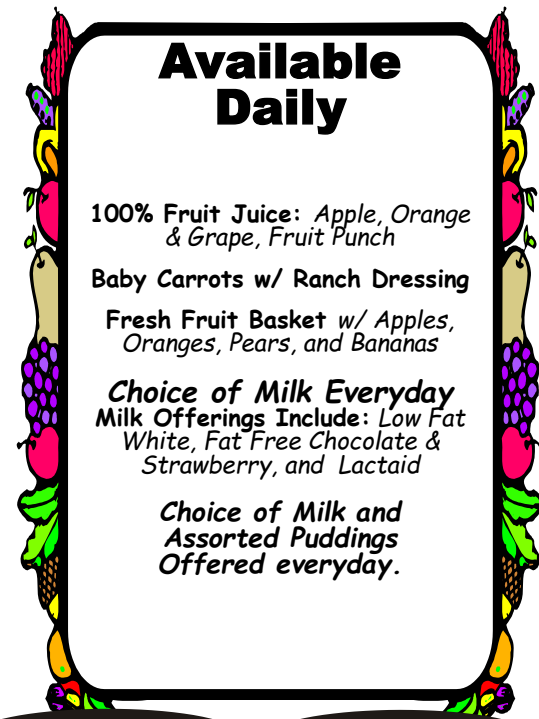 Available
Daily
100% Fruit Juice: Apple, Orange
& Grape, Fruit Punch
Baby Carrots w/ Ranch Dressing
Fresh Fruit Basket w/ Apples,
Oranges, Pears, and Bananas
Choice of Milk Everyday
Milk Offerings Include: Low Fat
White, Fat Free Chocolate &
Strawberry, and Lactaid
Choice of Milk and
Assorted Puddings
Offered everyday.